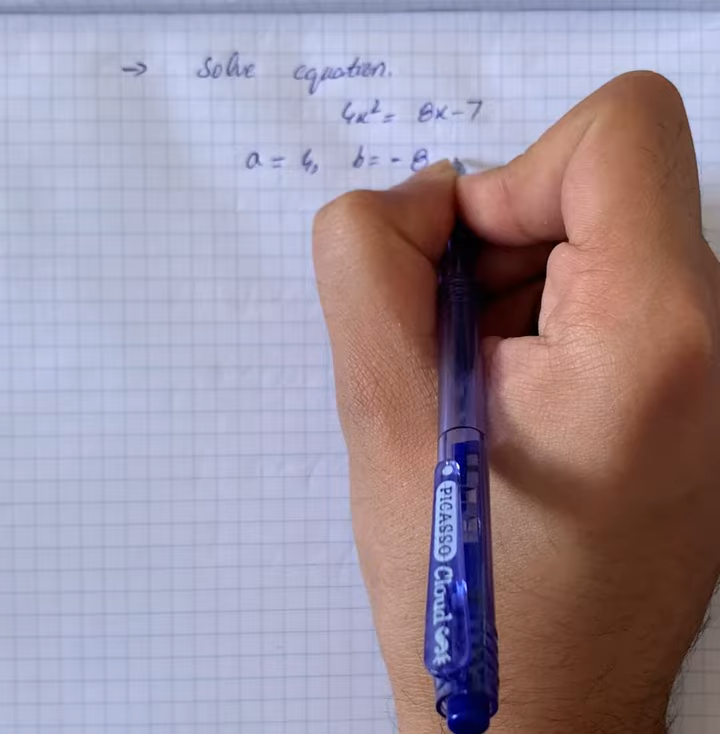 → Solve equation.
4x² = 8x-7
a = 4, b = - 8
PICASSO Cloud